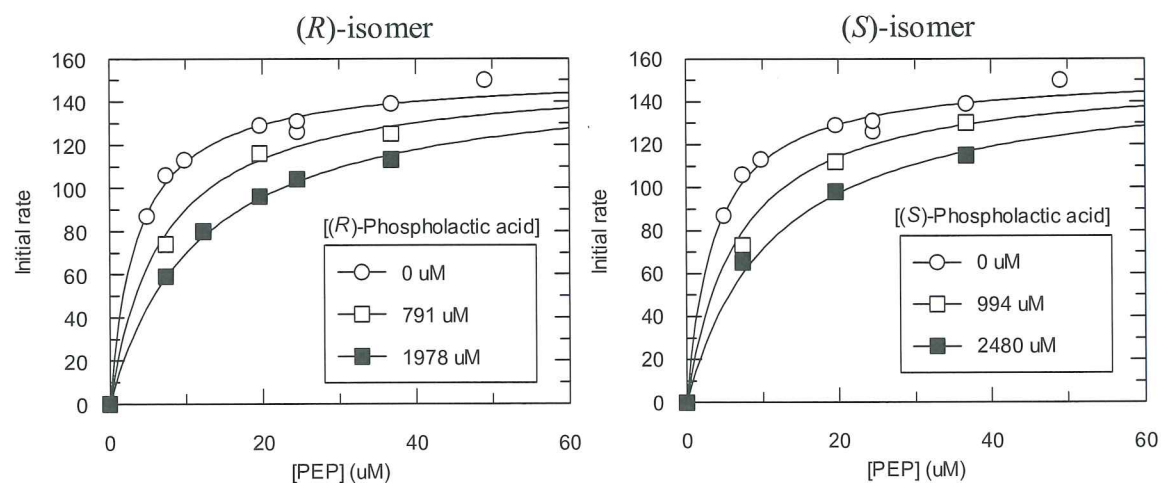 (R)-isomer
160
140
120
100
80
60
40
20
0
Initial rate
0
20
40
60
[PEP] (uM)
[(R)-Phospholactic acid]
0 uM
791 uM
1978 uM
(S)-isomer
160
140
120
100
80
60
40
20
0
Initial rate
0
20
40
60
[PEP] (uM)
[(S)-Phospholactic acid]
0 uM
994 uM
2480 uM